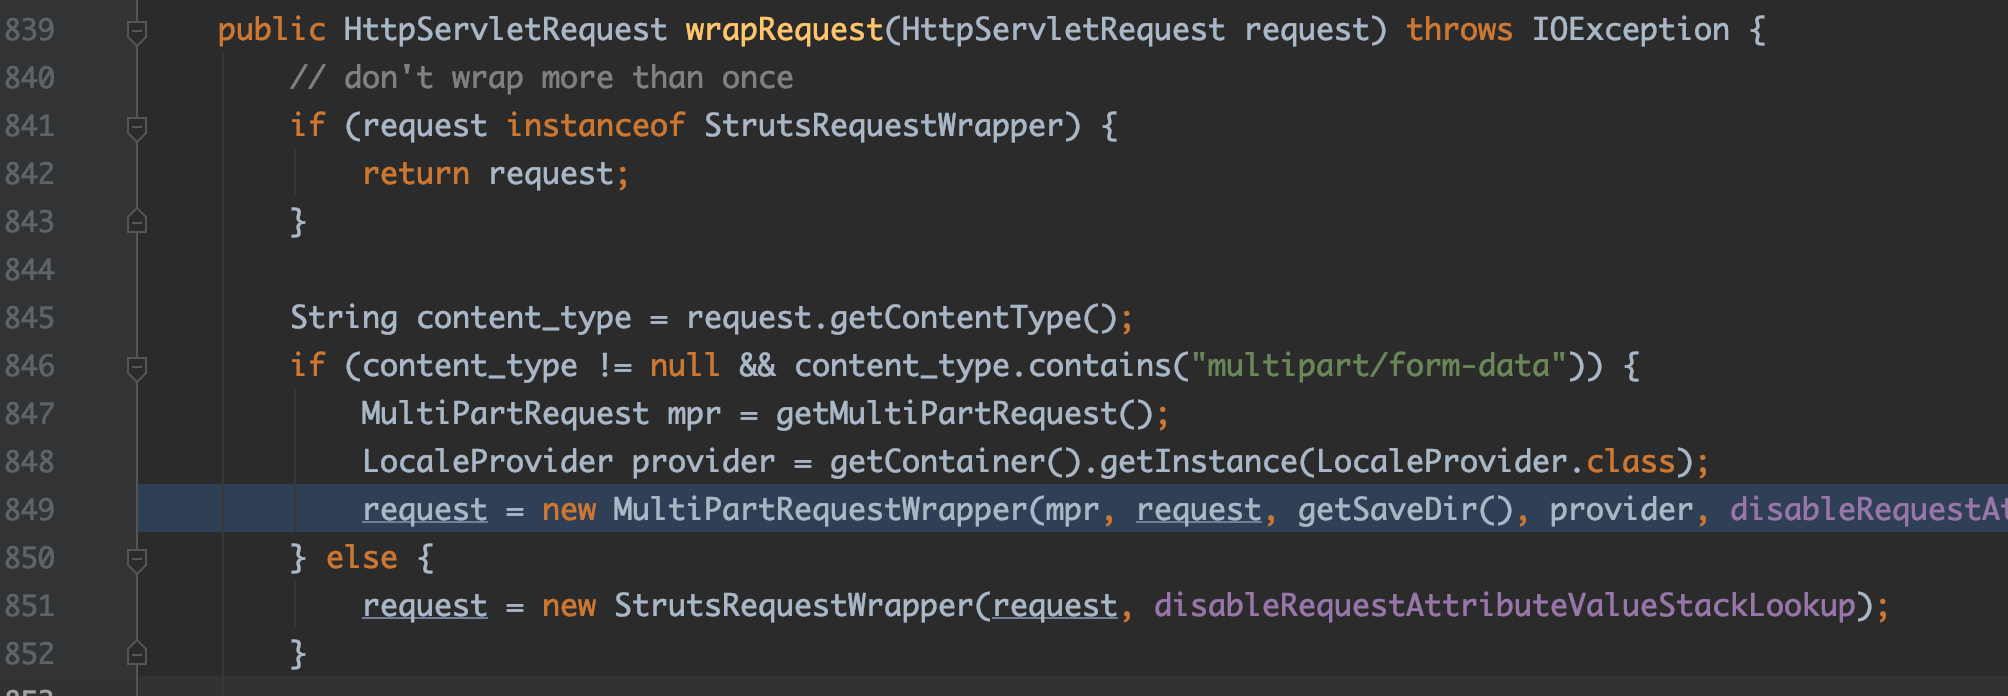 839 public HttpServletRequest wrapRequest(HttpServletRequest request) throws IOException {
840 // don't wrap more than once
841 if (request instanceof StrutsRequestWrapper) {
842 return request;
843 }
844
845 String content_type = request.getContentType();
846 if (content_type != null && content_type.contains("multipart/form-data")) {
847 MultiPartRequest mpr = getMultiPartRequest();
848 LocaleProvider provider = getContainer().getInstance(LocaleProvider.class);
849 request = new MultiPartRequestWrapper(mpr, request, getSaveDir(), provider, disableRequestAt
850 } else {
851 request = new StrutsRequestWrapper(request, disableRequestAttributeValueStackLookup);
852 }